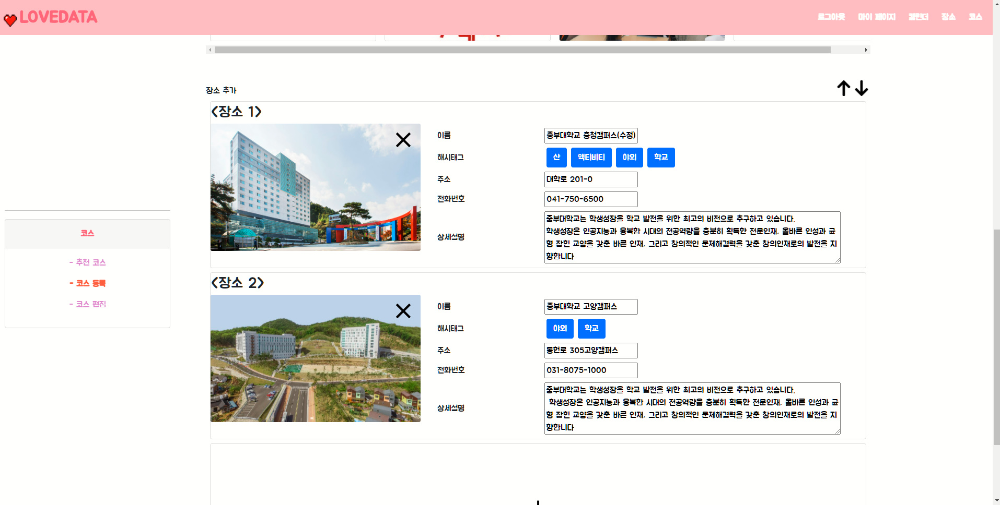 LOVEDATA
로그아웃 마이 페이지 캘린더 장소 코스
장소 추가
<장소 1>
이름
중부대학교 충청캠퍼스(수정)
해시태그
산 액티비티 야외 학교
주소
대학로 201-0
전화번호
041-750-6500
상세설명
중부대학교는 학생성장을 학교 발전을 위한 최고의 비전으로 추구하고 있습니다.
학생성장은 인공지능과 융복합 시대의 전공역량을 충분히 획득한 전문인재, 올바른 인성과 균
형 잡힌 교양을 갖춘 바른 인재, 그리고 창의적인 문제해결력을 갖춘 창의인재로의 발전을 지
향합니다
<장소 2>
이름
중부대학교 고양캠퍼스
해시태그
야외 학교
주소
동헌로 305고양캠퍼스
전화번호
031-8075-1000
상세설명
중부대학교는 학생성장을 학교 발전을 위한 최고의 비전으로 추구하고 있습니다.
학생성장은 인공지능과 융복합 시대의 전공역량을 충분히 획득한 전문인재, 올바른 인성과 균
형 잡힌 교양을 갖춘 바른 인재, 그리고 창의적인 문제해결력을 갖춘 창의인재로의 발전을 지
향합니다
코스
- 추천 코스
- 코스 등록
- 코스 편집